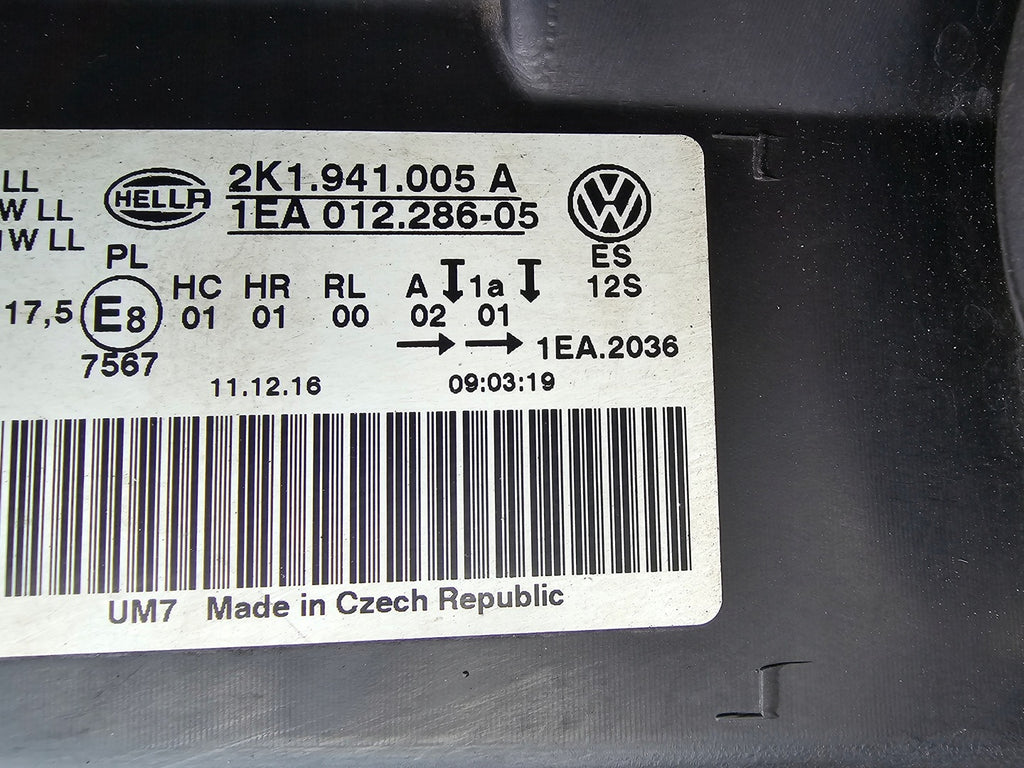 LL
W LL
W LL
HELLA
2K1.941.005 A
1EA 012.286-05
PL
ES
12S
17,5
E8
HC HR RL A 1a
01 01 00 02 01
7567
1EA.2036
11.12.16
09:03:19
UM7 Made in Czech Republic